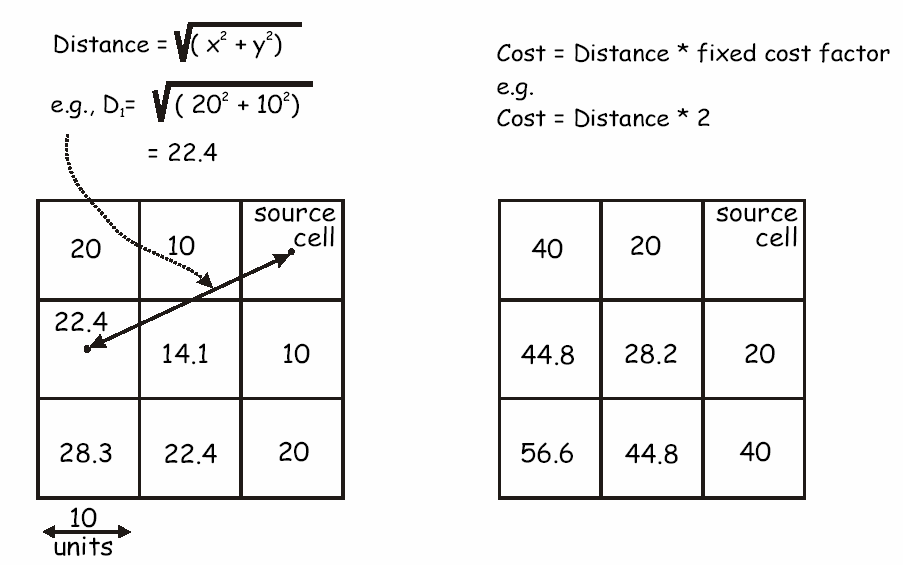 Distance = √( x² + y²)
e.g., D₁= √( 20² + 10²)
= 22.4
Cost = Distance * fixed cost factor
e.g.
Cost = Distance * 2
20 10 source
cell
22.4
14.1 10
28.3 22.4 20
10
units
40 20 source
cell
44.8 28.2 20
56.6 44.8 40